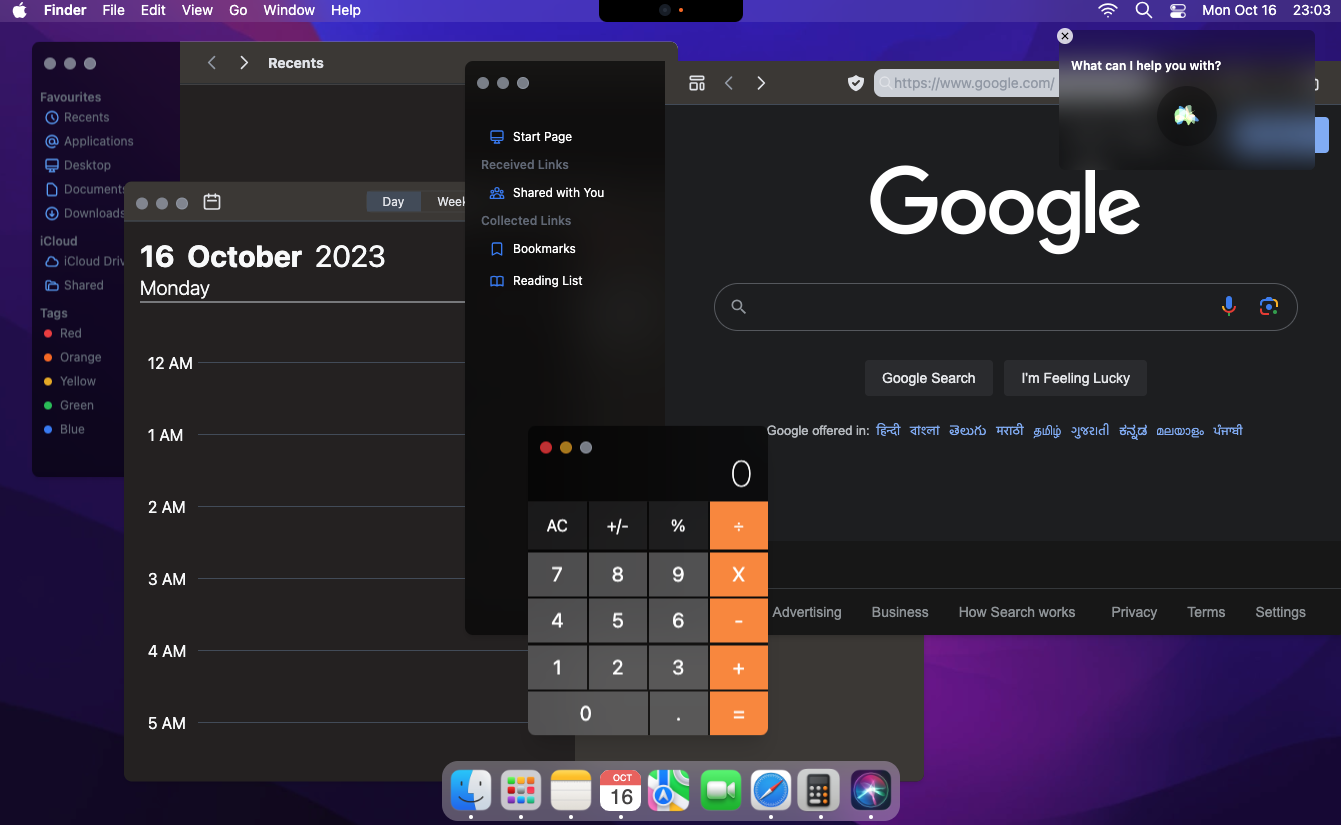 Finder File Edit View Go Window Help
Mon Oct 16 23:03
Recents
Favourites
Recents
Applications
Desktop
Documents
Downloads
iCloud
Shared
Tags
Red
Orange
Yellow
Green
Blue
Day Week
16 October 2023
Monday
12 AM
1 AM
2 AM
3 AM
4 AM
5 AM
Start Page
Received Links
Shared with You
Collected Links
Bookmarks
Reading List
https://www.google.com/
What can I help you with?
Google
Google Search I'm Feeling Lucky
Google offered in: हिन्दी বাংলা తెలుగు मराठी தமிழ் ગુજરાતી ಕನ್ನಡ മലയാളം ਪੰਜਾਬੀ
Advertising Business How Search works Privacy Terms Settings
0
AC +/- % ÷
7 8 9 X
4 5 6 -
1 2 3 +
0 . =
OCT
16